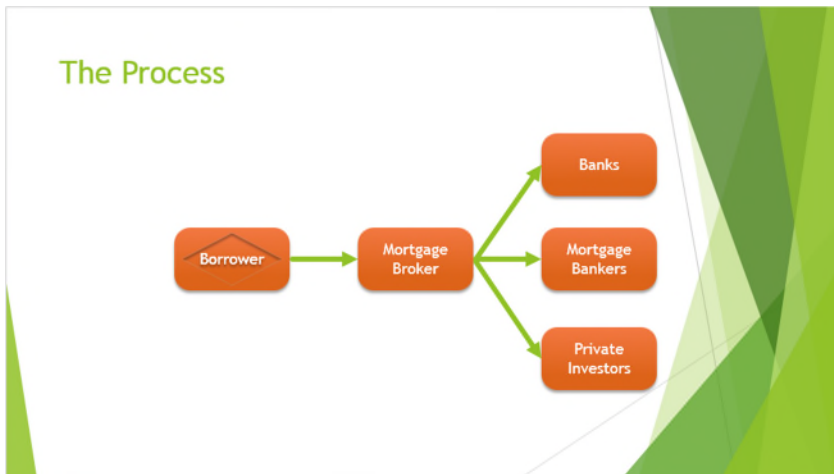 The Process
Banks
Borrower
Mortgage
Broker
Mortgage
Bankers
Private
Investors